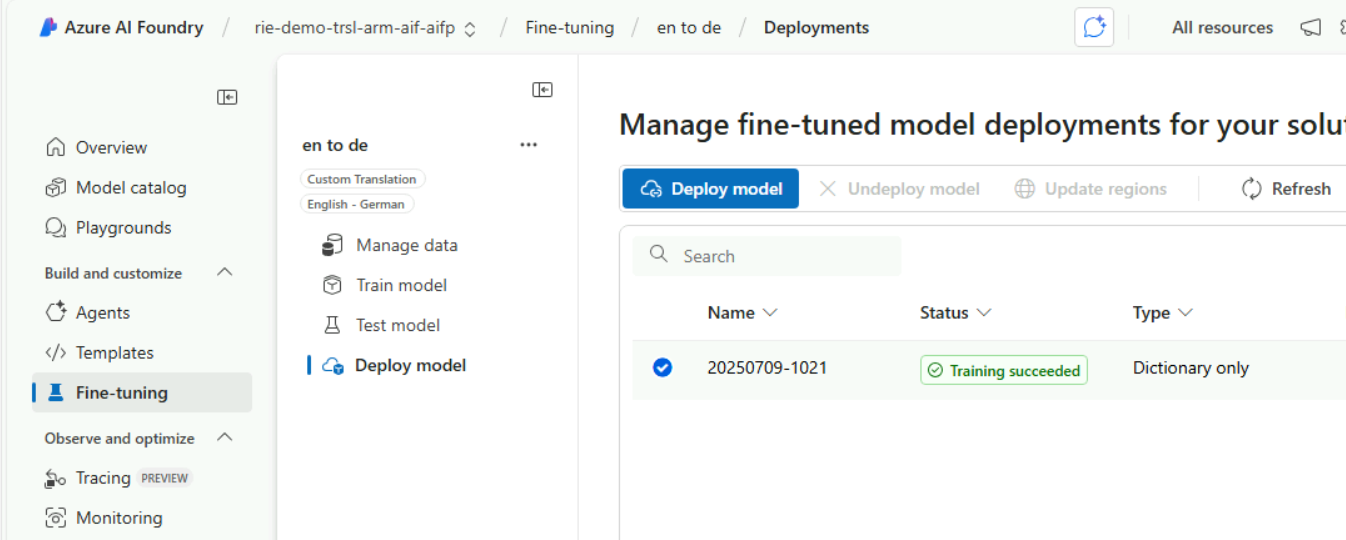 Azure AI Foundry / rie-demo-trsl-arm-aif-aifp / Fine-tuning / en to de / Deployments All resources
Overview
Model catalog
Playgrounds
Build and customize
Agents
Templates
Fine-tuning
Observe and optimize
Tracing PREVIEW
Monitoring
en to de ...
Custom Translation
English - German
Manage data
Train model
Test model
Deploy model
Manage fine-tuned model deployments for your
Deploy model Undeploy model Update regions Refresh
Search
Name Status Type
20250709-1021 Training succeeded Dictionary only